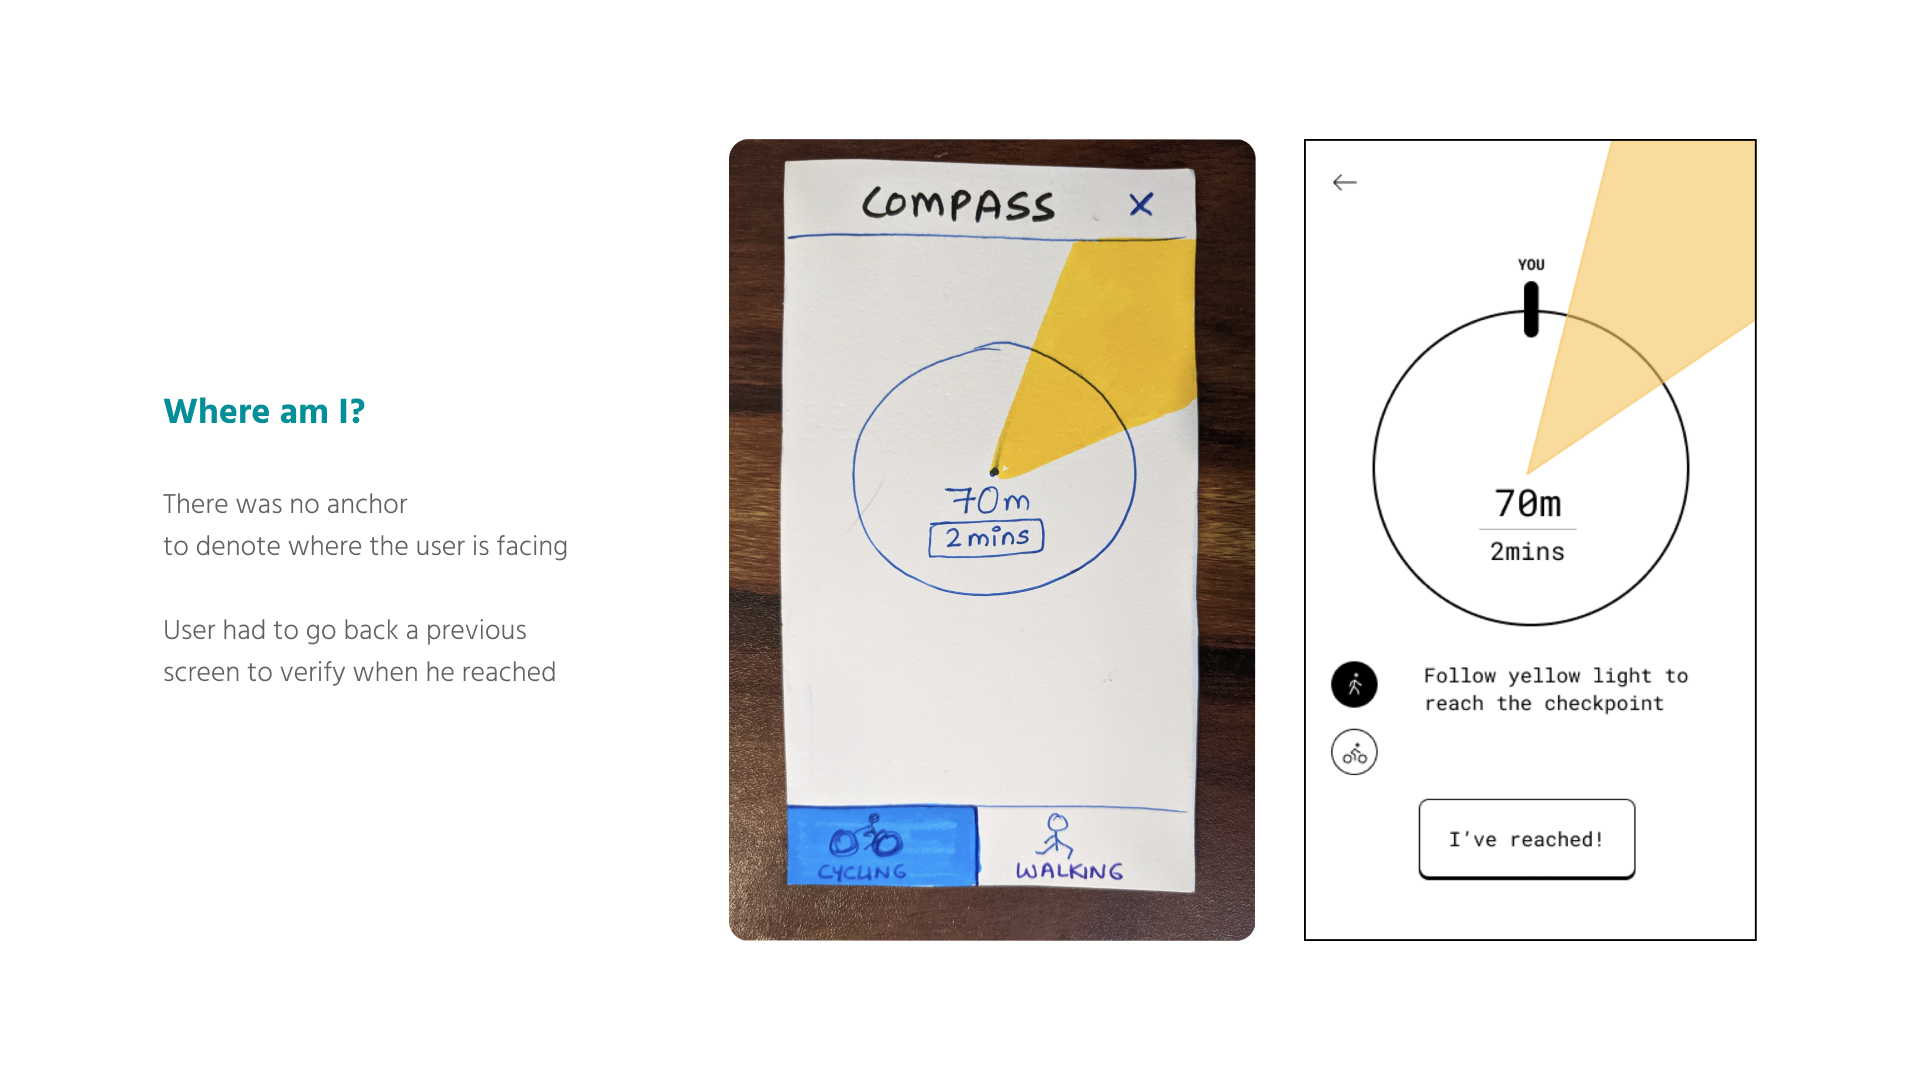 Where am I?
There was no anchor
to denote where the user is facing
User had to go back a previous
screen to verify when he reached
COMPASS X
70m
2mins
CYCLING
WALKING
YOU
70m
2mins
Follow yellow light to
reach the checkpoint
I’ve reached!